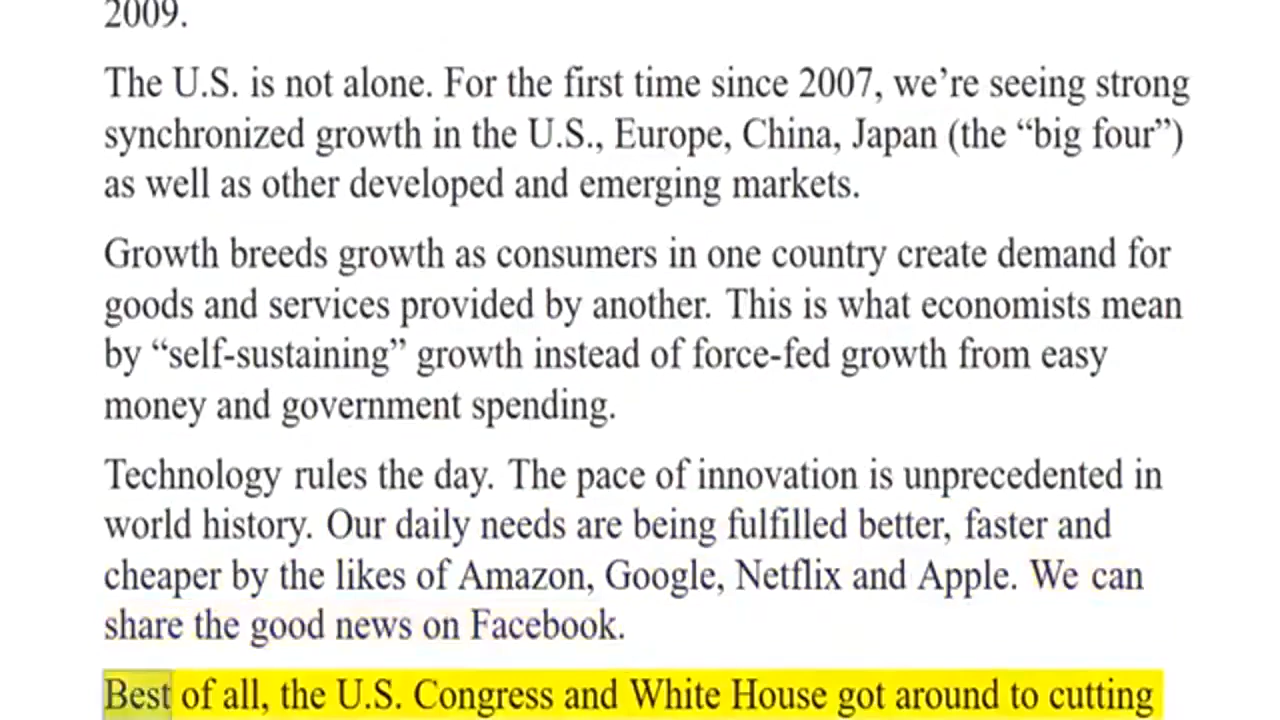 2009.
The U.S. is not alone. For the first time since 2007, we’re seeing strong
synchronized growth in the U.S., Europe, China, Japan (the “big four”)
as well as other developed and emerging markets.
Growth breeds growth as consumers in one country create demand for
goods and services provided by another. This is what economists mean
by “self-sustaining” growth instead of force-fed growth from easy
money and government spending.
Technology rules the day. The pace of innovation is unprecedented in
world history. Our daily needs are being fulfilled better, faster and
cheaper by the likes of Amazon, Google, Netflix and Apple. We can
share the good news on Facebook.
Best of all, the U.S. Congress and White House got around to cutting